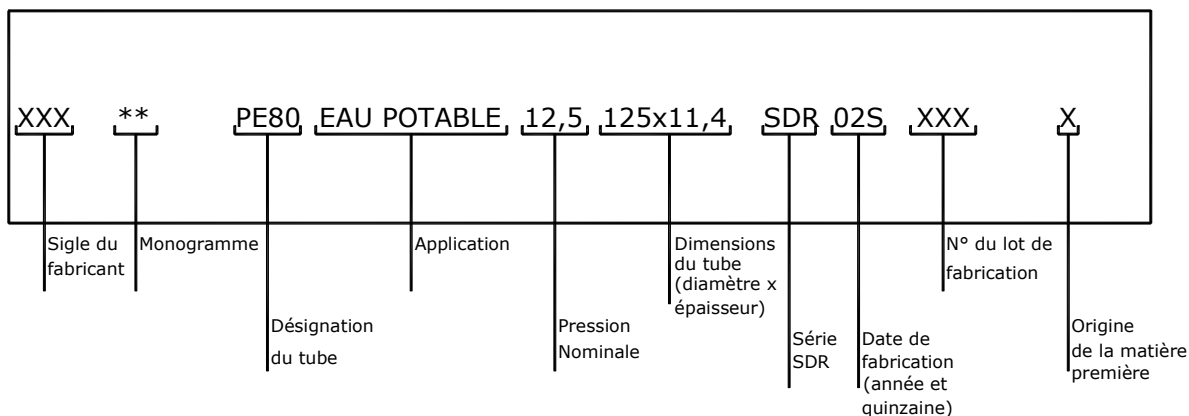 XXX ** PE80 EAU POTABLE 12,5 125x11,4 SDR 02S XXX X
Sigle du
fabricant
Monogramme
Désignation
du tube
Application
Pression
Nominale
Dimensions
du tube
(diamètre x
épaisseur)
Série
SDR
Date de
fabrication
(année et
quinzaine)
N° du lot de
fabrication
Origine
de la matière
première